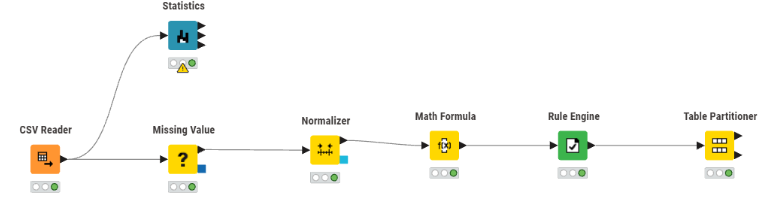 Statistics
CSV Reader
Missing Value
Normalizer
Math Formula
Rule Engine
Table Partitioner
?
f(x)